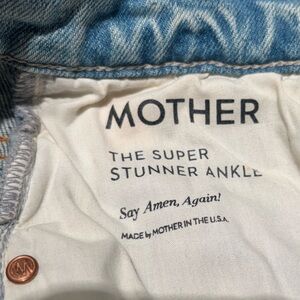 MOTHER
THE SUPER
STUNNER ANKLE
Say Amen, Again!
MADE by MOTHER IN THE U.S.A.
M